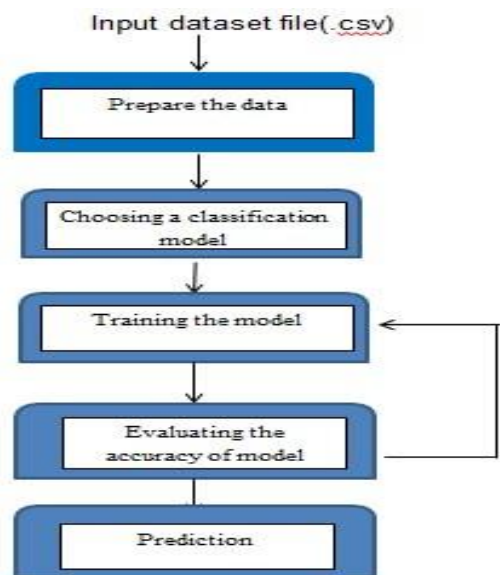 Input dataset file(.csv)
Prepare the data
Choosing a classification
model
Training the model
Evaluating the
accuracy of model
Prediction